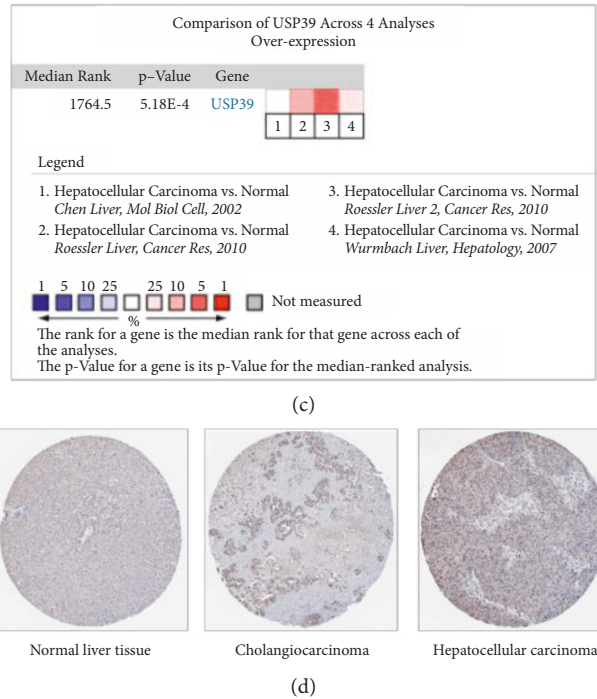 Comparison of USP39 Across 4 Analyses
Over-expression
Median Rank p–Value Gene
1764.5 5.18E-4 USP39
1 2 3 4
Legend
1. Hepatocellular Carcinoma vs. Normal
Chen Liver, Mol Biol Cell, 2002
2. Hepatocellular Carcinoma vs. Normal
Roessler Liver, Cancer Res, 2010
3. Hepatocellular Carcinoma vs. Normal
Roessler Liver 2, Cancer Res, 2010
4. Hepatocellular Carcinoma vs. Normal
Wurmbach Liver, Hepatology, 2007
1 5 10 25 25 10 5 1
Not measured
%
The rank for a gene is the median rank for that gene across each of
the analyses.
The p-Value for a gene is its p-Value for the median-ranked analysis.
(c)
Normal liver tissue Cholangiocarcinoma Hepatocellular carcinoma
(d)